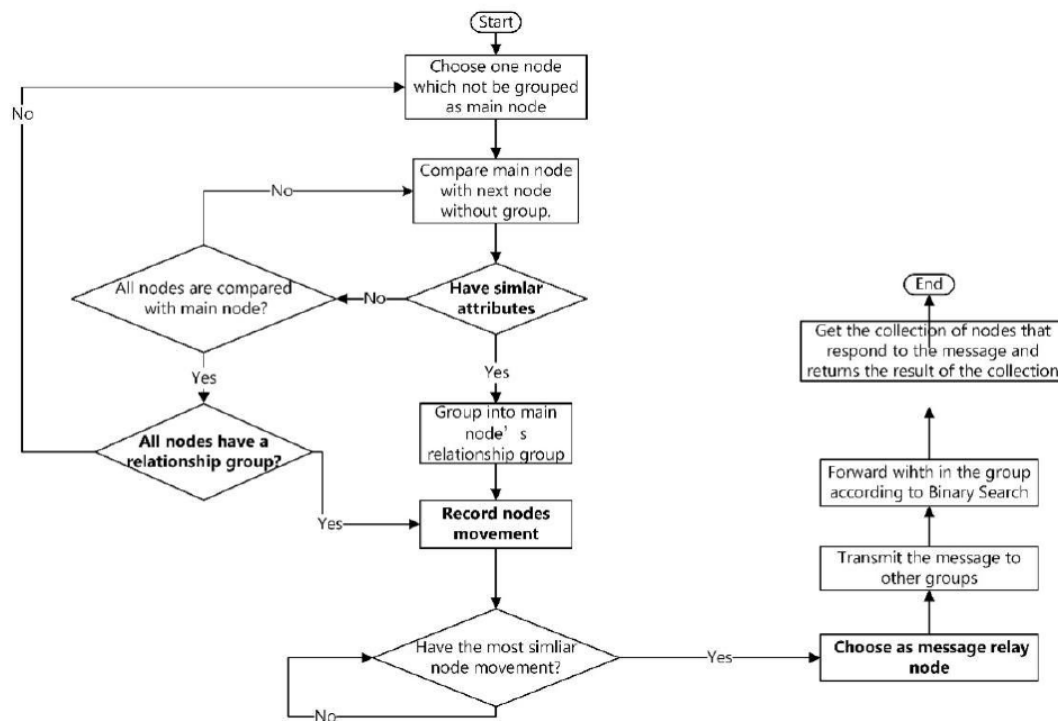 Start
Choose one node
which not be grouped
as main node
No
Compare main node
with next node
without group.
No
All nodes are compared
with main node?
No
Have simlar
attributes
End
Get the collection of nodes that
respond to the message and
returns the result of the collection
Yes
Yes
Group into main
node's
relationship group
All nodes have a
relationship group?
Forward wihth in the group
according to Binary Search
Yes
Record nodes
movement
Transmit the message to
other groups
Have the most simliar
node movement?
Yes
Choose as message relay
node
No